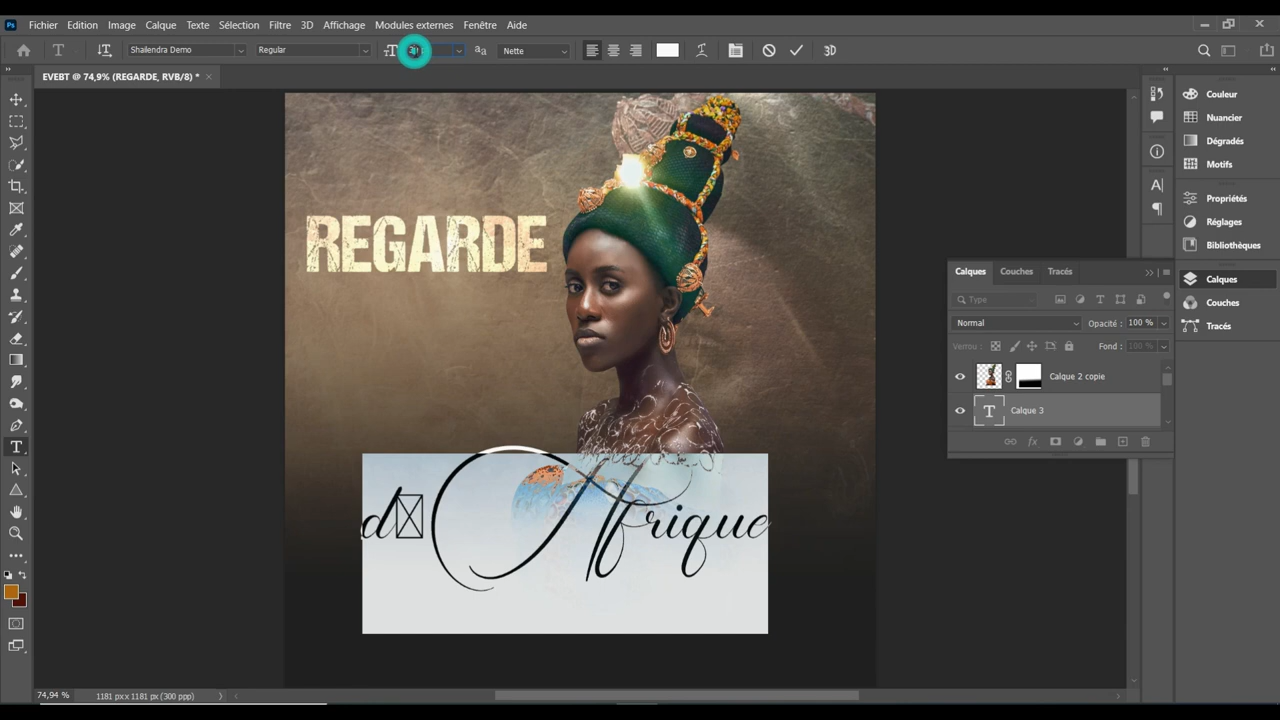 Fichier Edition Image Calque Texte Sélection Filtre 3D Affichage Modules externes Fenêtre Aide
Shailendra Demo Regular Nette 3D
EVEBT @ 74,9% (REGARDE, RVB/8) * ×
Couleur
Nuancier
Dégradés
Motifs
Propriétés
Réglages
Bibliothèques
Calques
Couches
Tracés
REGARDE
d Afrique
Calques Couches Tracés
Type
Normal Opacité : 100 %
Verrou : Fond : 100 %
Calque 2 copie
Calque 3
74,94 % 1181 px x 1181 px (300 ppp)